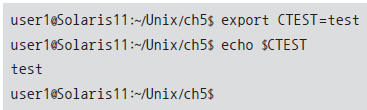 user1@Solaris11:~/Unix/ch5$ export CTEST=test
user1@Solaris11:~/Unix/ch5$ echo $CTEST
test
user1@Solaris11:~/Unix/ch5$